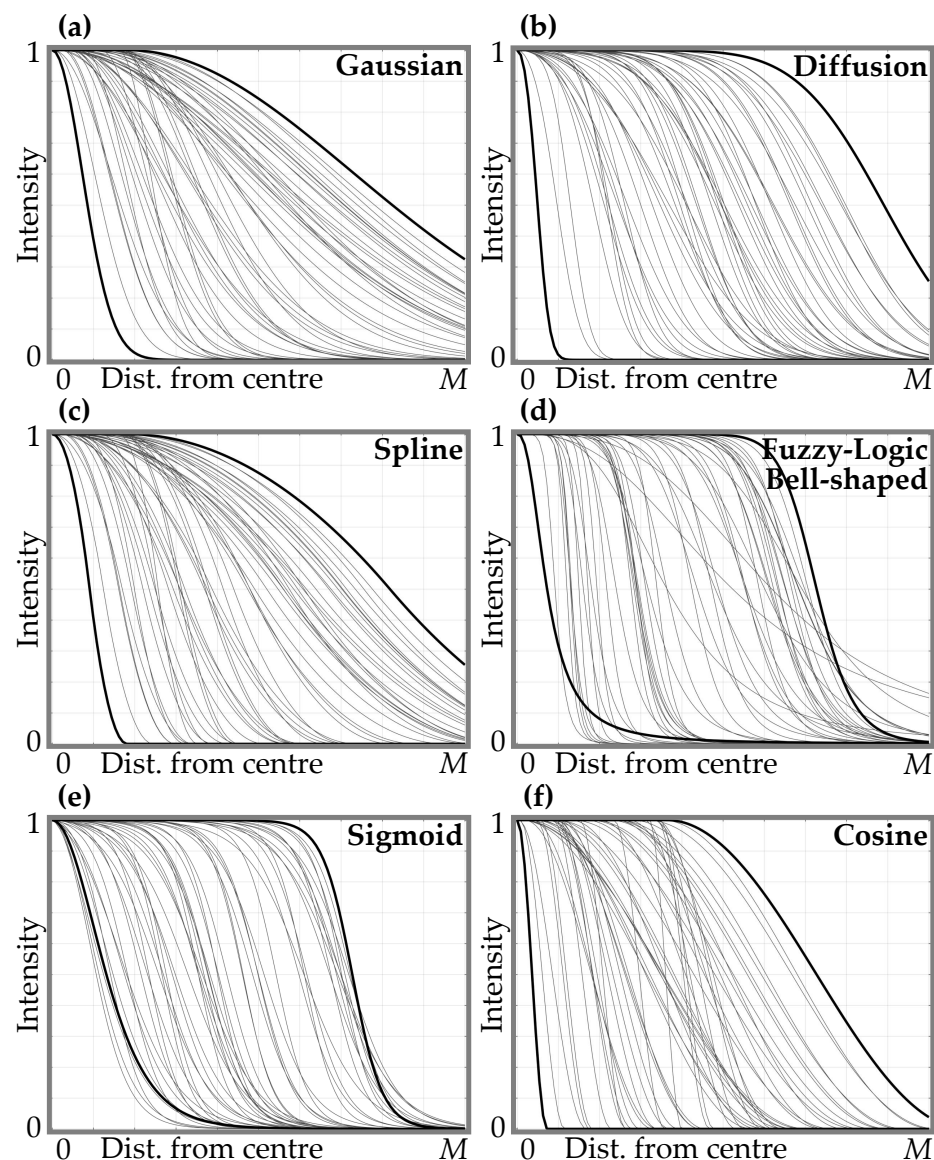 (a)
1
Gaussian
Intensity
0
0 Dist. from centre M
(b)
1
Diffusion
Intensity
0
0 Dist. from centre M
(c)
1
Spline
Intensity
0
0 Dist. from centre M
(d)
1
Fuzzy-Logic
Bell-shaped
Intensity
0
0 Dist. from centre M
(e)
1
Sigmoid
Intensity
0
0 Dist. from centre M
(f)
1
Cosine
Intensity
0
0 Dist. from centre M